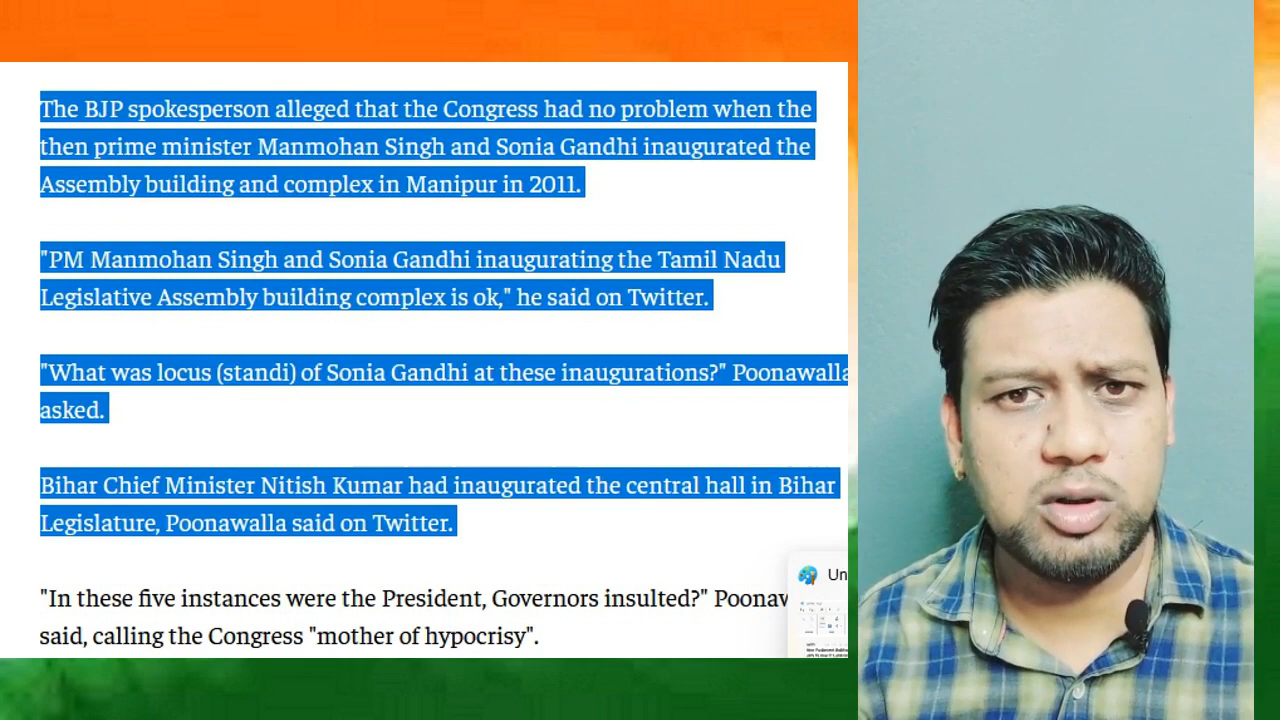 The BJP spokesperson alleged that the Congress had no problem when the
then prime minister Manmohan Singh and Sonia Gandhi inaugurated the
Assembly building and complex in Manipur in 2011.
"PM Manmohan Singh and Sonia Gandhi inaugurating the Tamil Nadu
Legislative Assembly building complex is ok," he said on Twitter.
"What was locus (standi) of Sonia Gandhi at these inaugurations?" Poonawalla
asked.
Bihar Chief Minister Nitish Kumar had inaugurated the central hall in Bihar
Legislature, Poonawalla said on Twitter.
"In these five instances were the President, Governors insulted?" Poonaw
said, calling the Congress "mother of hypocrisy".
Un